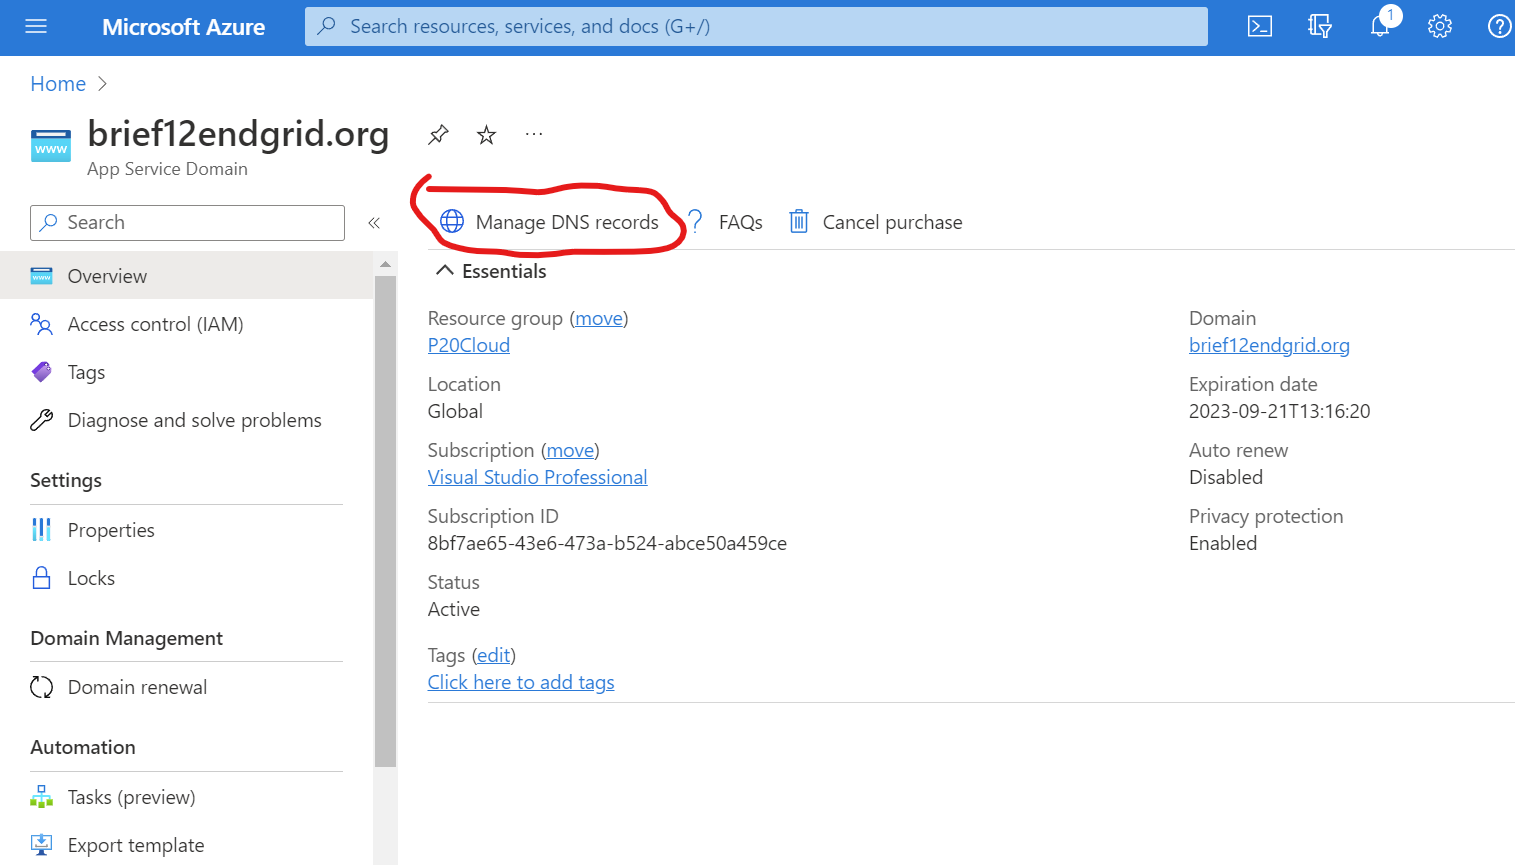 Microsoft Azure
Search resources, services, and docs (G+/)
1
Home
brief12endgrid.org
www
App Service Domain
Search
Manage DNS records
FAQs
Cancel purchase
www
Overview
Access control (IAM)
Tags
Diagnose and solve problems
Settings
Properties
Locks
Domain Management
Domain renewal
Automation
Tasks (preview)
Export template
Essentials
Resource group (move)
P20Cloud
Location
Global
Subscription (move)
Visual Studio Professional
Subscription ID
8bf7ae65-43e6-473a-b524-abce50a459ce
Status
Active
Tags (edit)
Click here to add tags
Domain
brief12endgrid.org
Expiration date
2023-09-21T13:16:20
Auto renew
Disabled
Privacy protection
Enabled